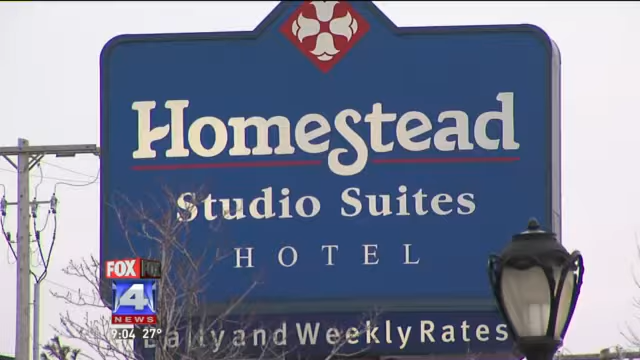 Homestead
Studio Suites
HOTEL
Daily and Weekly Rates
FOX
4
NEWS
9:04 27°